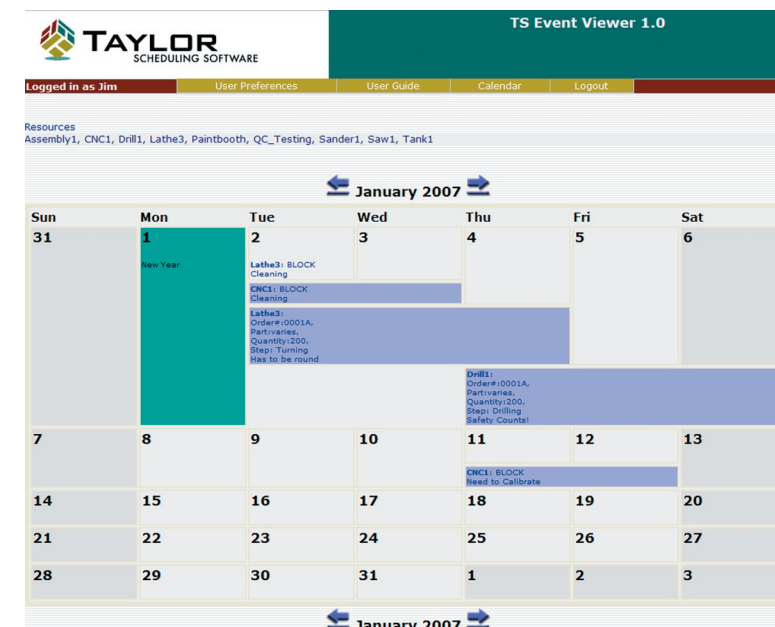 TAYLOR
SCHEDULING SOFTWARE
TS Event Viewer 1.0
Logged in as Jim User Preferences User Guide Calendar Logout
Resources
Assembly1, CNC1, Drill1, Lathe3, Paintbooth, QC_Testing, Sander1, Saw1, Tank1
January 2007
Sun Mon Tue Wed Thu Fri Sat
31 1 2 3 4 5 6
New Year
Lathe3: BLOCK
Cleaning
CNC1: BLOCK
Cleaning
Lathe3:
Order#:0001A,
Part:varies,
Quantity:200,
Step: Turning
Has to be round
Drill1:
Order#:0001A,
Part:varies,
Quantity:200,
Step: Drilling
Safety Counts!
7 8 9 10 11 12 13
CNC1: BLOCK
Need to Calibrate
14 15 16 17 18 19 20
21 22 23 24 25 26 27
28 29 30 31 1 2 3
January 2007